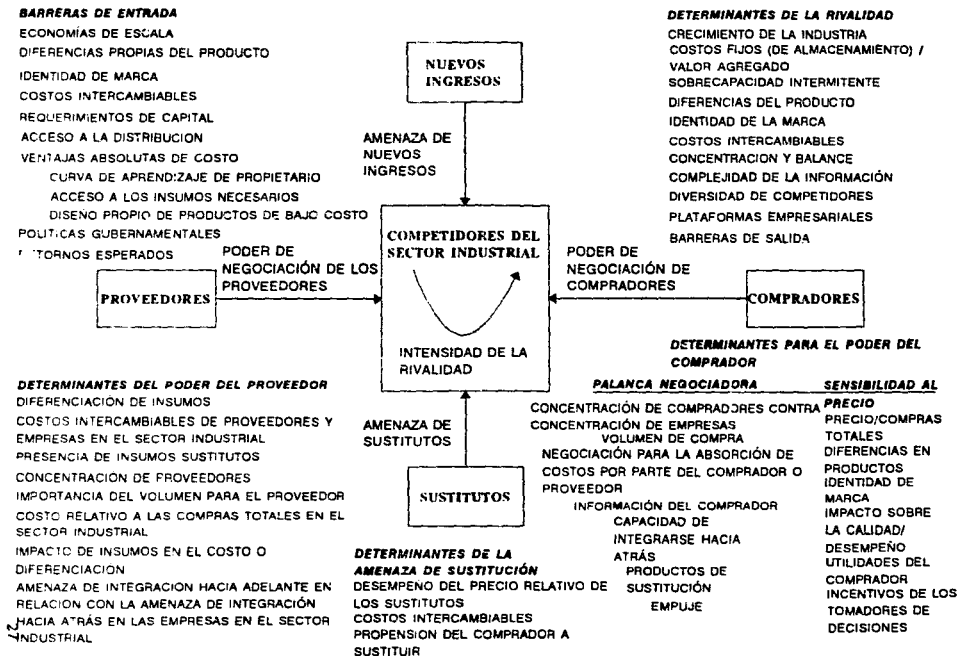 BARRERAS DE ENTRADA
ECONOMÍAS DE ESCALA
DIFERENCIAS PROPIAS DEL PRODUCTO
IDENTIDAD DE MARCA
COSTOS INTERCAMBIABLES
REQUERIMIENTOS DE CAPITAL
ACCESO A LA DISTRIBUCION
VENTAJAS ABSOLUTAS DE COSTO
CURVA DE APRENDIZAJE DE PROPIETARIO
ACCESO A LOS INSUMOS NECESARIOS
DISEÑO PROPIO DE PRODUCTOS DE BAJO COSTO
POLITICAS GUBERNAMENTALES
ESPERADOS
NUEVOS
INGRESOS
AMENAZA DE
NUEVOS
INGRESOS
DETERMINANTES DE LA RIVALIDAD
CRECIMIENTO DE LA INDUSTRIA
COSTOS FIJOS (DE ALMACENAMIENTO) /
VALOR AGREGADO
SOBRECAPACIDAD INTERMITENTE
DIFERENCIAS DEL PRODUCTO
IDENTIDAD DE LA MARCA
COSTOS INTERCAMBIABLES
CONCENTRACION Y BALANCE
COMPLEJIDAD DE LA INFORMACIÓN
DIVERSIDAD DE COMPETIDORES
PLATAFORMAS EMPRESARIALES
BARRERAS DE SALIDA
PROVEEDORES
PODER DE
NEGOCIACIÓN DE LOS
PROVEEDORES
COMPETIDORES DEL
SECTOR INDUSTRIAL
INTENSIDAD DE LA
RIVALIDAD
PODER DE
NEGOCIACIÓN DE
COMPRADORES
COMPRADORES
DETERMINANTES DEL PODER DEL PROVEEDOR
DIFERENCIACIÓN DE INSUMOS
COSTOS INTERCAMBIABLES DE PROVEEDORES Y
EMPRESAS EN EL SECTOR INDUSTRIAL
PRESENCIA DE INSUMOS SUSTITUTOS
CONCENTRACIÓN DE PROVEEDORES
IMPORTANCIA DEL VOLUMEN PARA EL PROVEEDOR
COSTO RELATIVO A LAS COMPRAS TOTALES EN EL
SECTOR INDUSTRIAL
IMPACTO DE INSUMOS EN EL COSTO O
DIFERENCIACIÓN
AMENAZA DE INTEGRACION HACIA ADELANTE EN
RELACION CON LA AMENAZA DE INTEGRACIÓN
HACIA ATRÁS EN LAS EMPRESAS EN EL SECTOR
INDUSTRIAL
AMENAZA DE
SUSTITUTOS
SUSTITUTOS
DETERMINANTES DE LA
AMENAZA DE SUSTITUCIÓN
DESEMPEÑO DEL PRECIO RELATIVO DE
LOS SUSTITUTOS
COSTOS INTERCAMBIABLES
PROPENSION DEL COMPRADOR A
SUSTITUIR
DETERMINANTES PARA EL PODER DEL
COMPRADOR
PALANCA NEGOCIADORA
CONCENTRACIÓN DE COMPRADORES CONTRA
CONCENTRACIÓN DE EMPRESAS
VOLUMEN DE COMPRA
NEGOCIACIÓN PARA LA ABSORCIÓN DE
COSTOS POR PARTE DEL COMPRADOR O
PROVEEDOR
INFORMACIÓN DEL COMPRADOR
CAPACIDAD DE
INTEGRARSE HACIA
ATRÁS
PRODUCTOS DE
SUSTITUCIÓN
EMPUJE
SENSIBILIDAD AL
PRECIO
PRECIO/COMPRAS
TOTALES
DIFERENCIAS EN
PRODUCTOS
IDENTIDAD DE
MARCA
IMPACTO SOBRE
LA CALIDAD/
DESEMPEÑO
UTILIDADES DEL
COMPRADOR
INCENTIVOS DE LOS
TOMADORES DE
DECISIONES